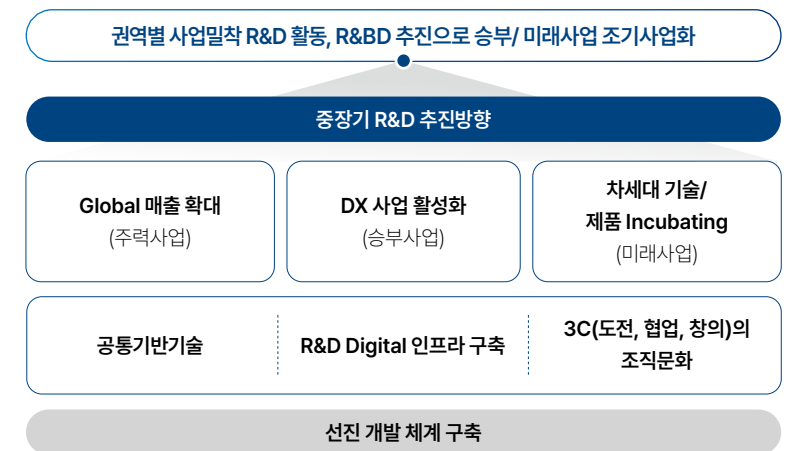 권역별 사업밀착 R&D 활동, R&BD 추진으로 승부/ 미래사업 조기사업화
중장기 R&D 추진방향
Global 매출 확대
(주력사업)
DX 사업 활성화
(승부사업)
차세대 기술/
제품 Incubating
(미래사업)
공통기반기술
R&D Digital 인프라 구축
3C(도전, 협업, 창의)의
조직문화
선진 개발 체계 구축